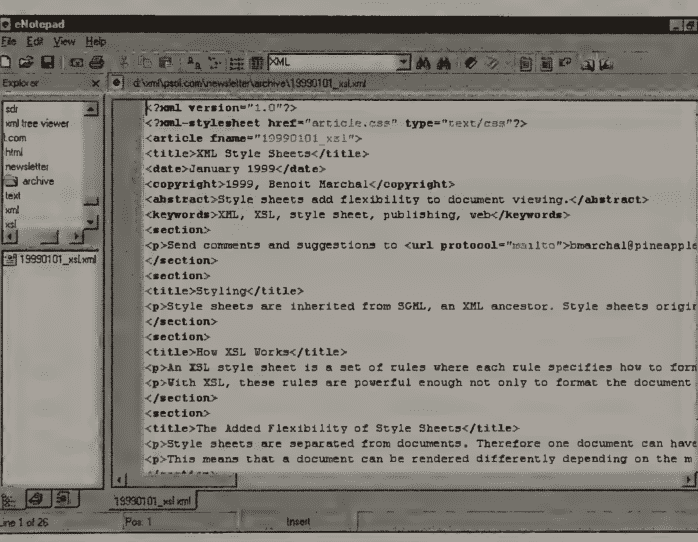 eNotepad
File Edit View Help
XML
Explorer
d:\xml\psol.com\newsletter\archive\19990101_xsl.xml
sdr
xml tree viewer
l.com
html
newsletter
archive
text
xml
xsl
19990101_xsl.xml
<?xml version="1.0"?>
<?xml-stylesheet href="article.css" type="text/css"?>
<article fname="19990101_xsl">
<title>XML Style Sheets</title>
<date>January 1999</date>
<copyright>1999, Benoit Marchal</copyright>
<abstract>Style sheets add flexibility to document viewing.</abstract>
<keywords>XML, XSL, style sheet, publishing, web</keywords>
<section>
<p>Send comments and suggestions to <url protocol="mailto">bmarchal@pineapple
</section>
<section>
<title>Styling</title>
<p>Style sheets are inherited from SGML, an XML ancestor. Style sheets origin
</section>
<section>
<title>How XSL Works</title>
<p>An XSL style sheet is a set of rules where each rule specifies how to form
<p>With XSL, these rules are powerful enough not only to format the document
</section>
<section>
<title>The Added Flexibility of Style Sheets</title>
<p>Style sheets are separated from documents. Therefore one document can have
<p>This means that a document can be rendered differently depending on the m
19990101_xsl.xml
Line 1 of 26
Pos: 1
Insert